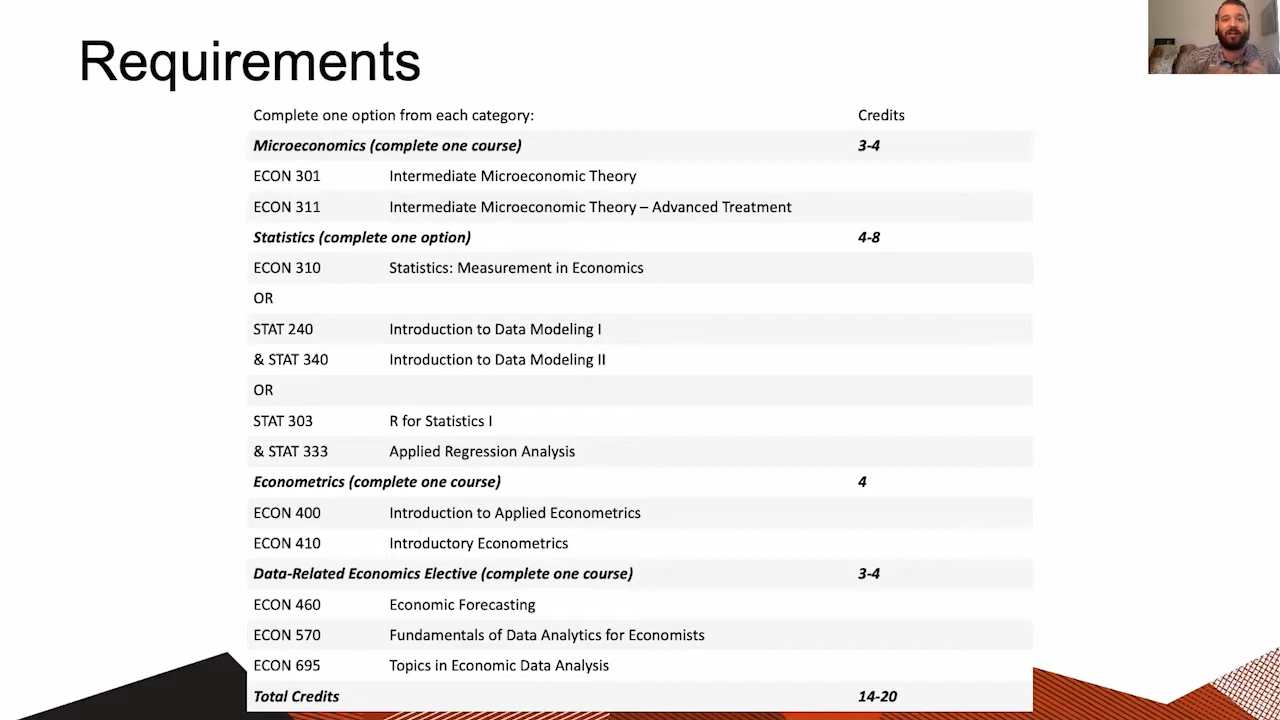 Requirements
Complete one option from each category: Credits
Microeconomics (complete one course) 3-4
ECON 301 Intermediate Microeconomic Theory
ECON 311 Intermediate Microeconomic Theory – Advanced Treatment
Statistics (complete one option) 4-8
ECON 310 Statistics: Measurement in Economics
OR
STAT 240 Introduction to Data Modeling I
& STAT 340 Introduction to Data Modeling II
OR
STAT 303 R for Statistics I
& STAT 333 Applied Regression Analysis
Econometrics (complete one course) 4
ECON 400 Introduction to Applied Econometrics
ECON 410 Introductory Econometrics
Data-Related Economics Elective (complete one course) 3-4
ECON 460 Economic Forecasting
ECON 570 Fundamentals of Data Analytics for Economists
ECON 695 Topics in Economic Data Analysis
Total Credits 14-20